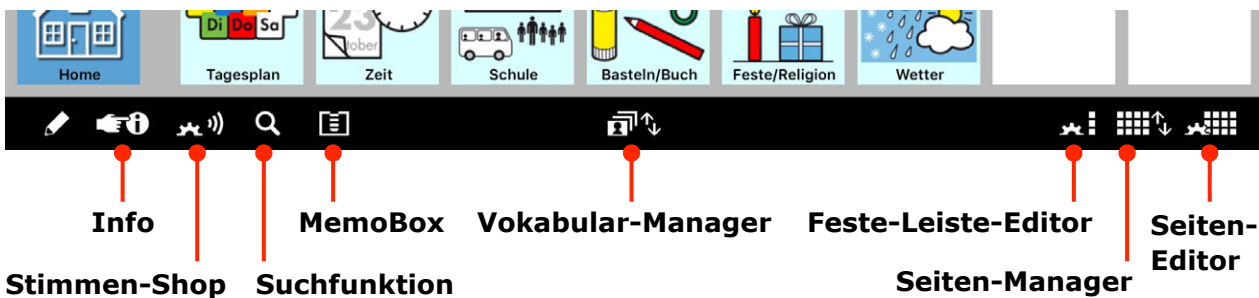 Di Do Sa
23
tober
Home Tagesplan Zeit Schule Basteln/Buch Feste/Religion Wetter
Info MemoBox Vokabular-Manager Feste-Leiste-Editor Seiten-
Editor
Stimmen-Shop Suchfunktion Seiten-Manager